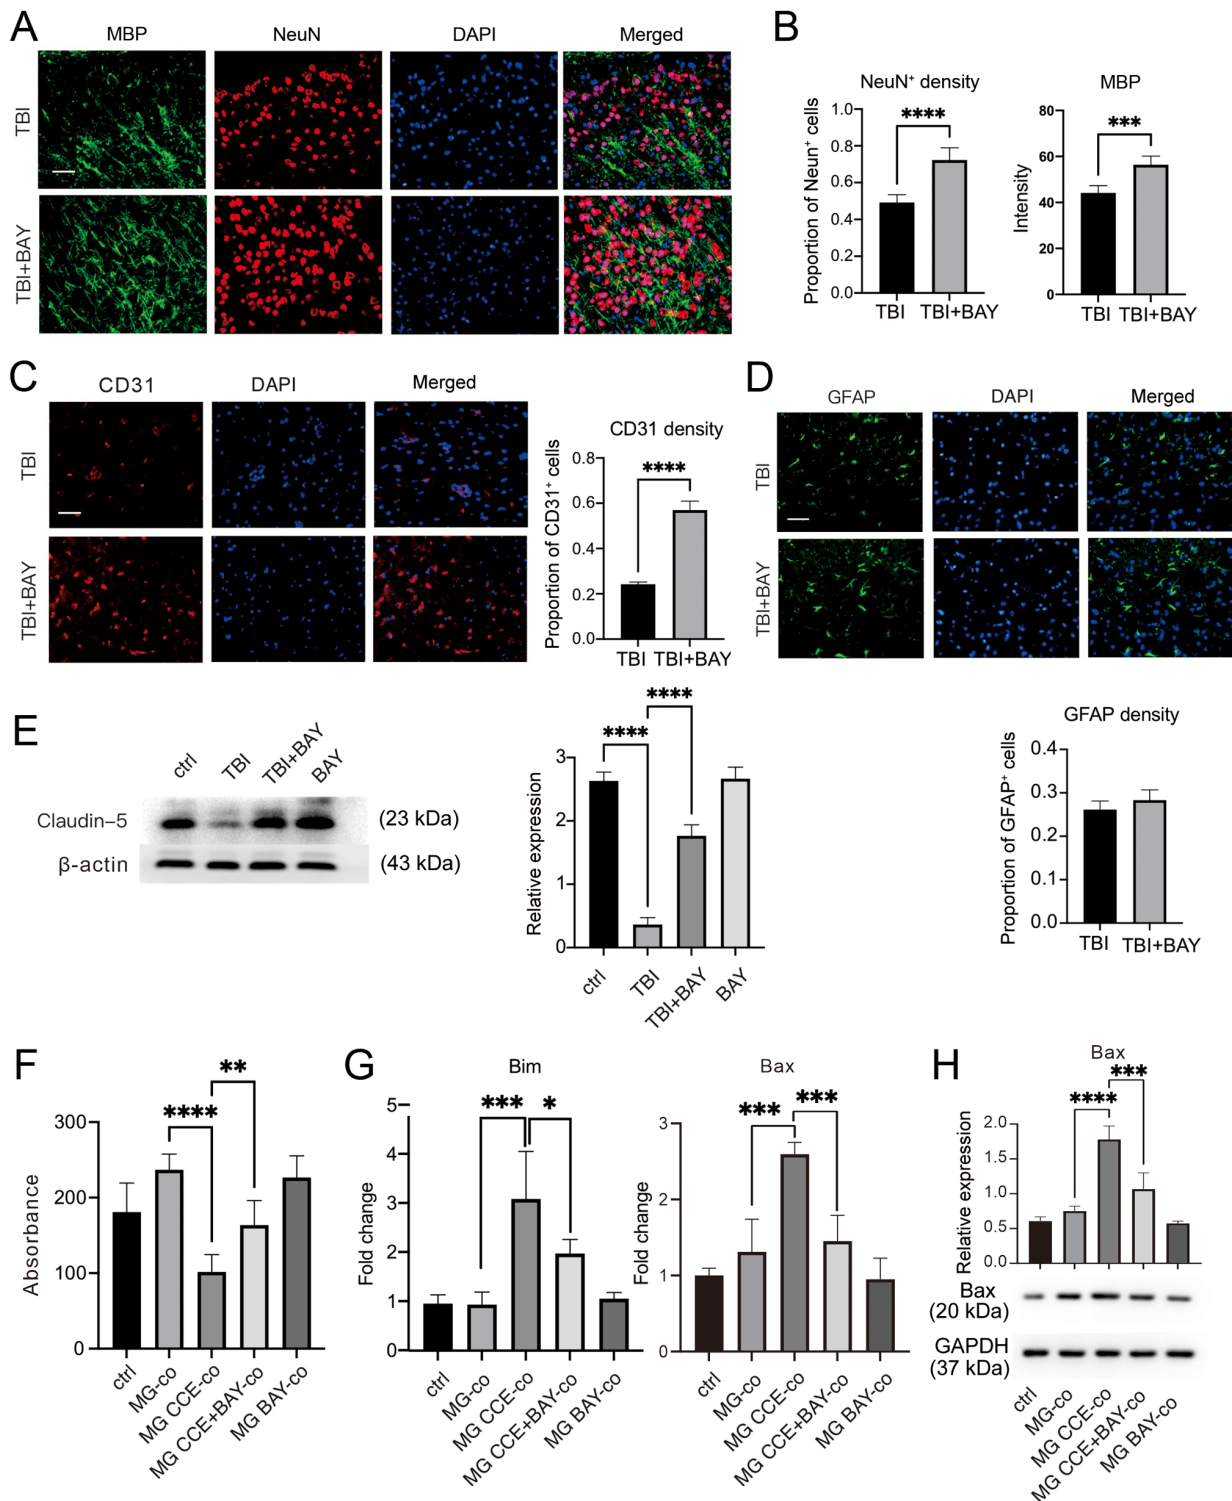 A
MBP
NeuN
DAPI
Merged
TBI
TBI+BAY
B
NeuN⁺ density
Proportion of Neun⁺ cells
1.0
0.8
0.6
0.4
0.2
0.0
****
TBI
TBI+BAY
MBP
Intensity
80
60
40
20
0
***
TBI
TBI+BAY
C
CD31
DAPI
Merged
TBI
TBI+BAY
CD31 density
Proportion of CD31⁺ cells
0.8
0.6
0.4
0.2
0.0
****
TBI
TBI+BAY
D
GFAP
DAPI
Merged
TBI
TBI+BAY
GFAP density
Proportion of GFAP⁺ cells
0.4
0.3
0.2
0.1
0.0
TBI
TBI+BAY
E
ctrl
TBI
TBI+BAY
BAY
Claudin–5
(23 kDa)
β-actin
(43 kDa)
Relative expression
3
2
1
0
****
****
ctrl
TBI
TBI+BAY
BAY
F
Absorbance
300
200
100
0
****
**
ctrl
MG-co
MG CCE-co
MG CCE+BAY-co
MG BAY-co
G
Bim
Fold change
5
4
3
2
1
0
***
*
ctrl
MG-co
MG CCE-co
MG CCE+BAY-co
MG BAY-co
Bax
Fold change
3
2
1
0
***
***
ctrl
MG-co
MG CCE-co
MG CCE+BAY-co
MG BAY-co
H
Bax
Relative expression
2.0
1.5
1.0
0.5
0.0
****
***
Bax
(20 kDa)
GAPDH
(37 kDa)
ctrl
MG-co
MG CCE-co
MG CCE+BAY-co
MG BAY-co